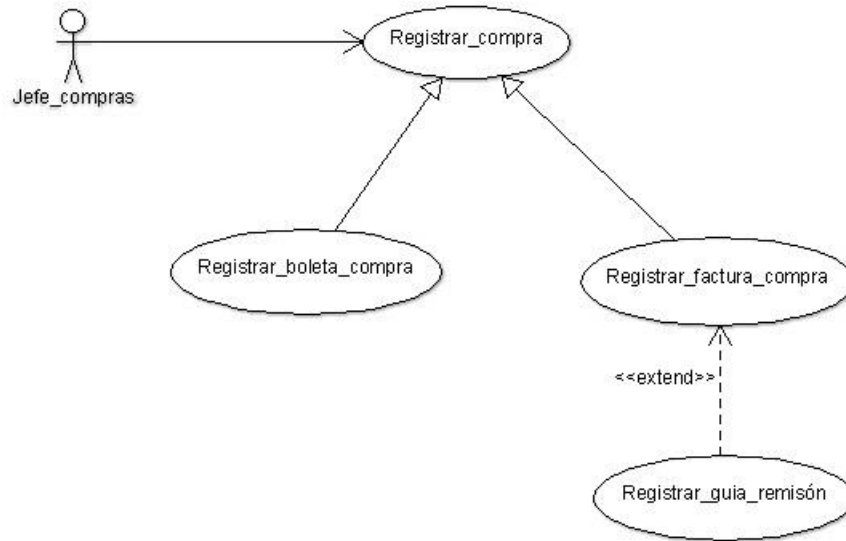 Registrar_compra
Jefe_compras
Registrar_boleta_compra
Registrar_factura_compra
<<extend>>
Registrar_guia_remisón